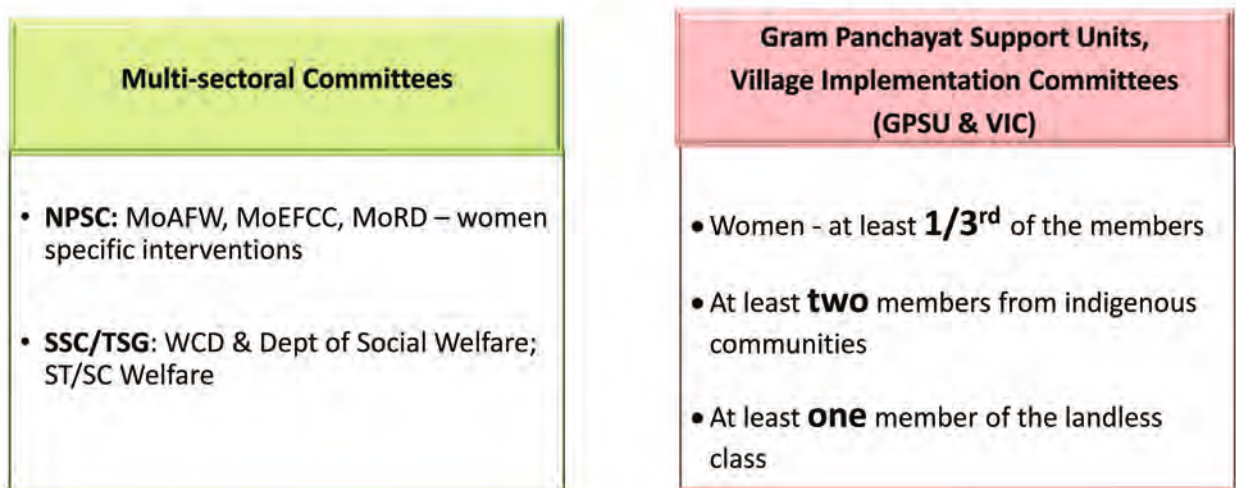 Multi-sectoral Committees
• NPSC: MoAFW, MoEFCC, MoRD – women
specific interventions
• SSC/TSG: WCD & Dept of Social Welfare;
ST/SC Welfare
Gram Panchayat Support Units,
Village Implementation Committees
(GPSU & VIC)
• Women - at least 1/3rd of the members
• At least two members from indigenous
communities
• At least one member of the landless
class